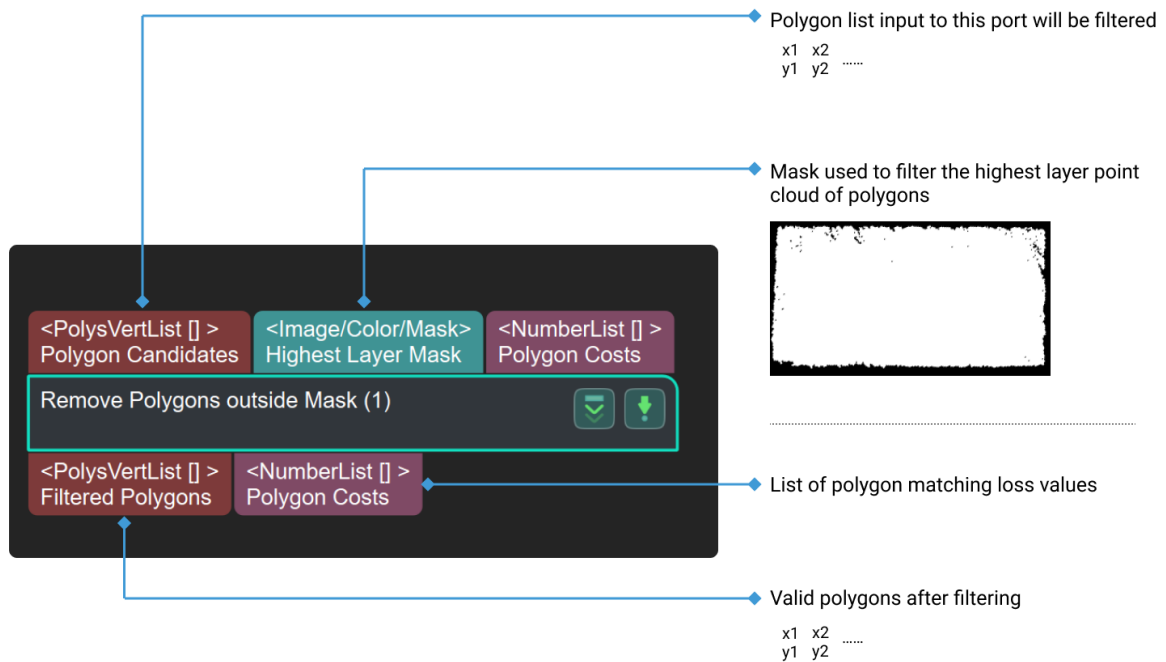 Polygon list input to this port will be filtered
x1 x2
y1 y2 ......
Mask used to filter the highest layer point
cloud of polygons
<PolysVertList [] >
Polygon Candidates
<Image/Color/Mask>
Highest Layer Mask
<NumberList [] >
Polygon Costs
Remove Polygons outside Mask (1)
<PolysVertList [] >
Filtered Polygons
<NumberList [] >
Polygon Costs
List of polygon matching loss values
Valid polygons after filtering
x1 x2
y1 y2 ......